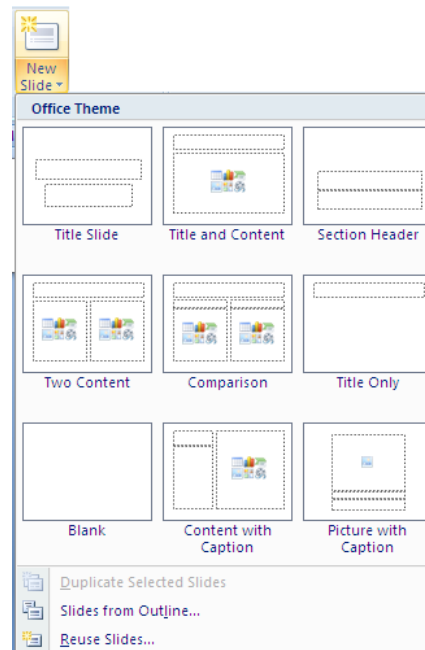 New
Slide
Office Theme
Title Slide
Title and Content
Section Header
Two Content
Comparison
Title Only
Blank
Content with
Caption
Picture with
Caption
Duplicate Selected Slides
Slides from Outline...
Reuse Slides...